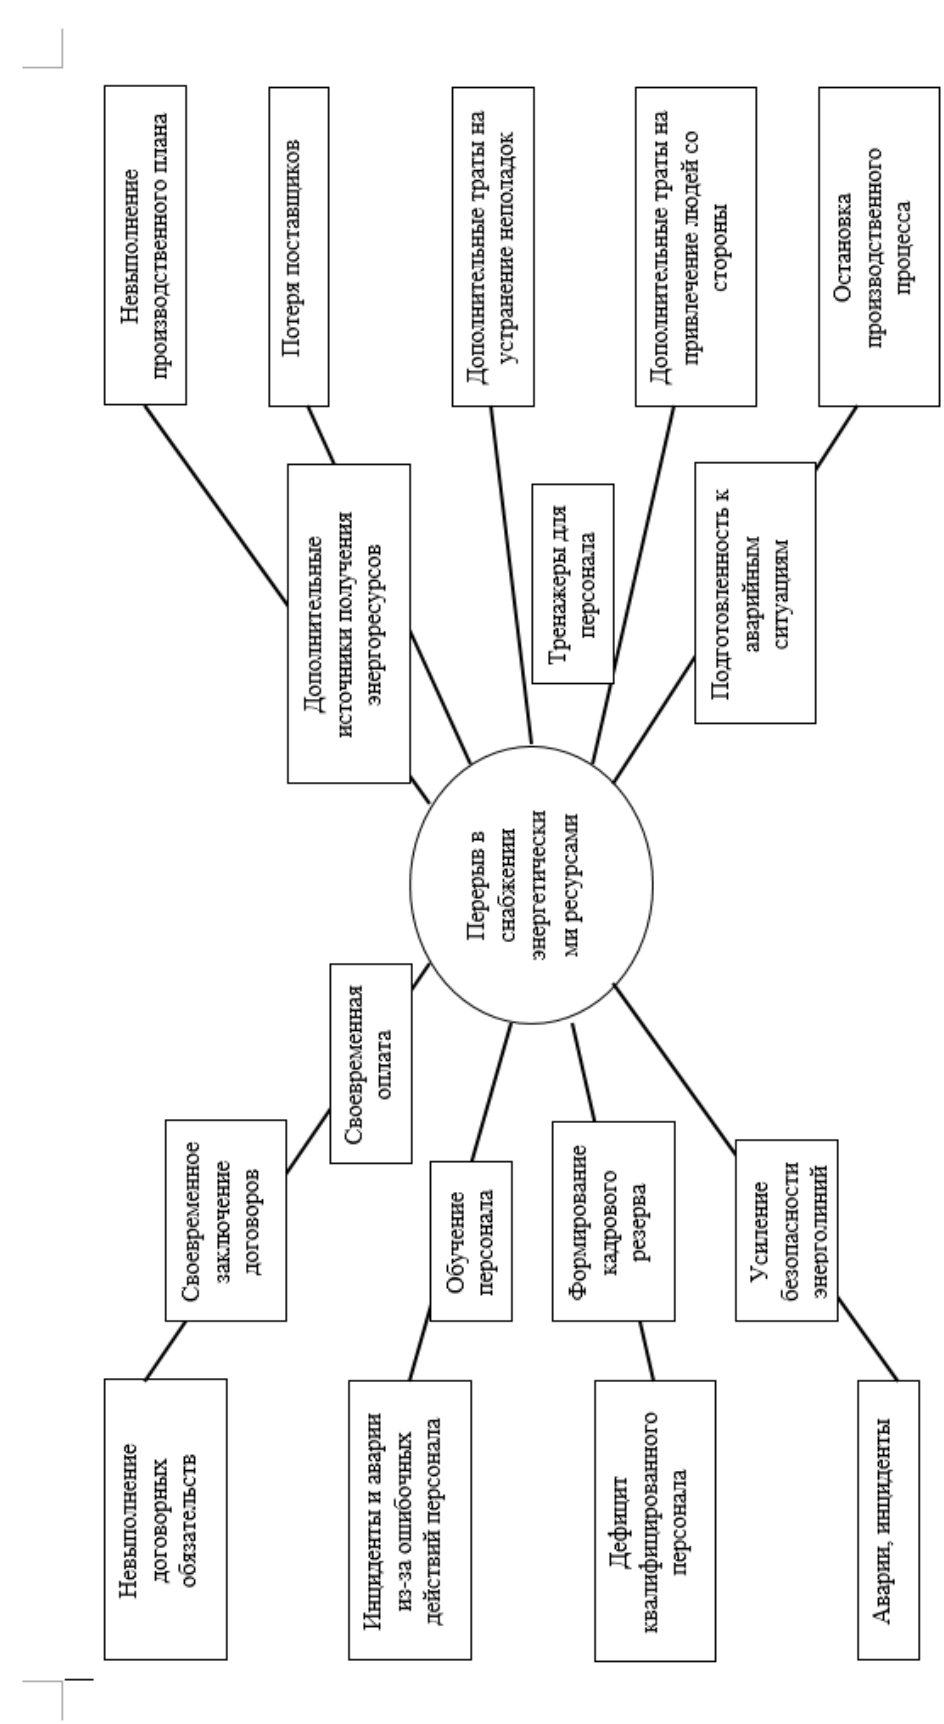 Невыполнение
договорных
обязательств
Своевременное
заключение
договоров
Своевременная
оплата
Инциденты и аварии
из-за ошибочных
действий персонала
Обучение
персонала
Дефицит
квалифицированного
персонала
Формирование
кадрового
резерва
Аварии, инциденты
Усиление
безопасности
энерголиний
Перерыв в
снабжении
энергетически
ми ресурсами
Дополнительные
источники получения
энергоресурсов
Тренажеры для
персонала
Подготовленность к
аварийным
ситуациям
Невыполнение
производственного плана
Потеря поставщиков
Дополнительные траты на
устранение неполадок
Дополнительные траты на
привлечение людей со
стороны
Остановка
производственного
процесса